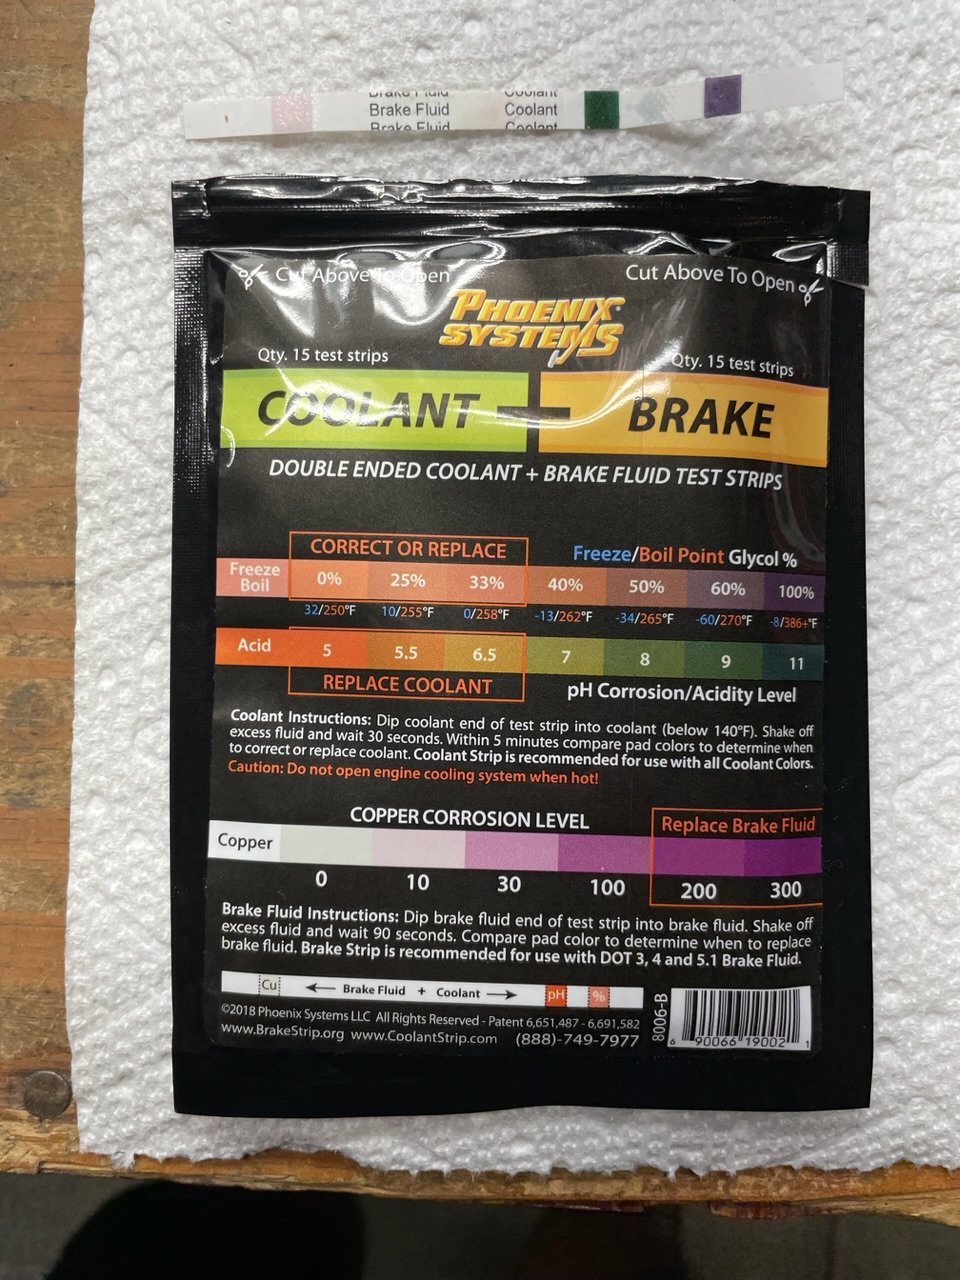 Brake Fluid Coolant
Brake Fluid Coolant
Brake Fluid Coolant
Cut Above To Open
Cut Above To Open
PHOENIX
SYSTEMS
Qty. 15 test strips
Qty. 15 test strips
COOLANT + BRAKE
DOUBLE ENDED COOLANT + BRAKE FLUID TEST STRIPS
CORRECT OR REPLACE
Freeze/Boil Point Glycol %
Freeze
Boil
0% 25% 33% 40% 50% 60% 100%
32/250°F 10/255°F 0/258°F -13/262°F -34/265°F -60/270°F -8/386+°F
Acid 5 5.5 6.5 7 8 9 11
REPLACE COOLANT
pH Corrosion/Acidity Level
Coolant Instructions: Dip coolant end of test strip into coolant (below 140°F). Shake off
excess fluid and wait 30 seconds. Within 5 minutes compare pad colors to determine when
to correct or replace coolant. Coolant Strip is recommended for use with all Coolant Colors.
Caution: Do not open engine cooling system when hot!
COPPER CORROSION LEVEL
Replace Brake Fluid
Copper
0 10 30 100 200 300
Brake Fluid Instructions: Dip brake fluid end of test strip into brake fluid. Shake off
excess fluid and wait 90 seconds. Compare pad color to determine when to replace
brake fluid. Brake Strip is recommended for use with DOT 3, 4 and 5.1 Brake Fluid.
Cu Brake Fluid + Coolant pH %
©2018 Phoenix Systems LLC All Rights Reserved - Patent 6,651,487 - 6,691,582
www.BrakeStrip.org www.CoolantStrip.com (888)-749-7977
8006-B
6 90066 19002 1